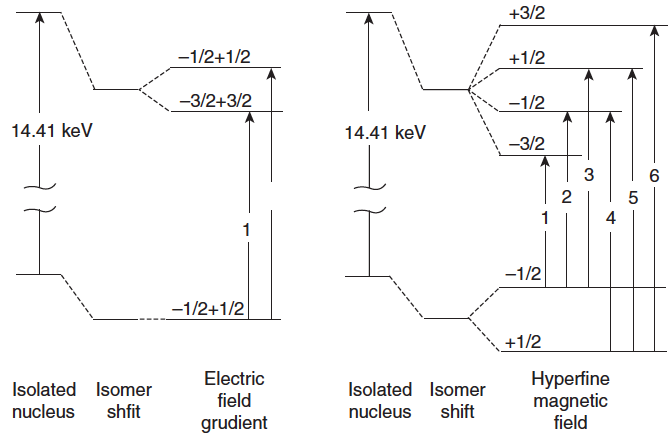 −1/2+1/2
−3/2+3/2
14.41 keV
1
−1/2+1/2
Isolated
nucleus
Isomer
shfit
Electric
field
grudient
+3/2
+1/2
−1/2
−3/2
14.41 keV
1
2
3
4
5
6
−1/2
+1/2
Isolated
nucleus
Isomer
shift
Hyperfine
magnetic
field